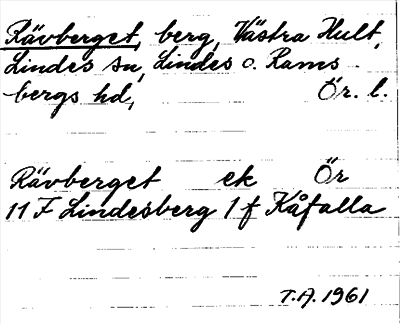 Rävberget, berg, Västra Hult,
Lindes sn, Lindes o. Rams-
bergs hd, Ör. l.
Rävberget ek Ör
11 F Lindesberg 1 f Kåfalla
T.A. 1961